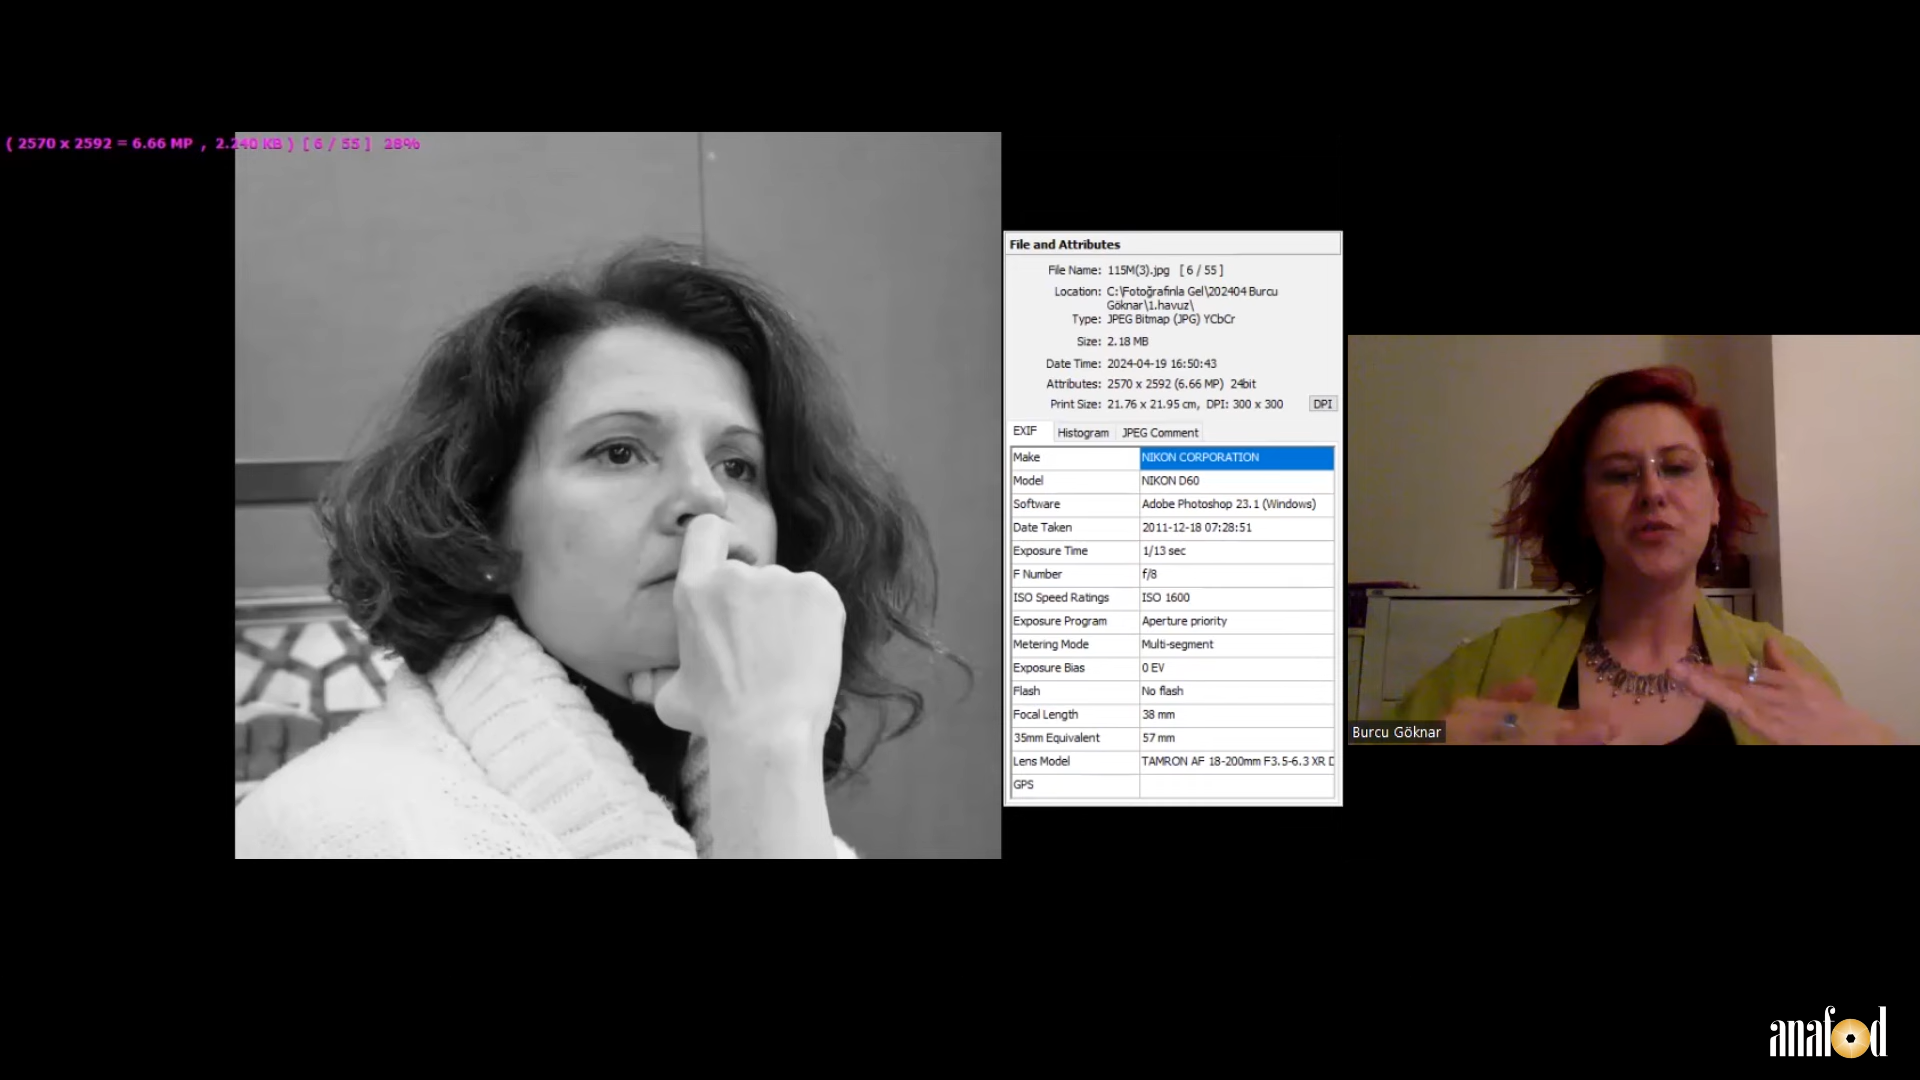 ( 2570 x 2592 = 6.66 MP , 2.240 KB ) [ 6 / 55 ] 28%
File and Attributes
File Name: 115M(3).jpg [ 6 / 55 ]
Location: C:\Fotoğrafınla Gel\202404 Burcu
Göknar\1.havuz\
Type: JPEG Bitmap (JPG) YCbCr
Size: 2.18 MB
Date Time: 2024-04-19 16:50:43
Attributes: 2570 x 2592 (6.66 MP) 24bit
Print Size: 21.76 x 21.95 cm, DPI: 300 x 300 DPI
EXIF Histogram JPEG Comment
Make NIKON CORPORATION
Model NIKON D60
Software Adobe Photoshop 23.1 (Windows)
Date Taken 2011-12-18 07:28:51
Exposure Time 1/13 sec
F Number f/8
ISO Speed Ratings ISO 1600
Exposure Program Aperture priority
Metering Mode Multi-segment
Exposure Bias 0 EV
Flash No flash
Focal Length 38 mm
35mm Equivalent 57 mm
Lens Model TAMRON AF 18-200mm F3.5-6.3 XR D
GPS
Burcu Göknar
anafod